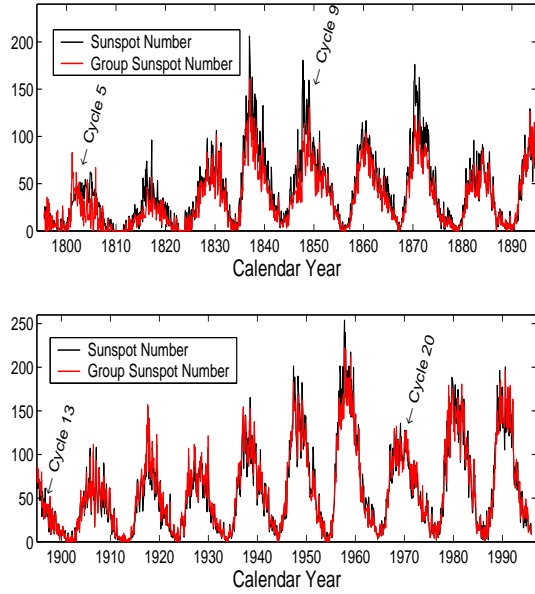 200
150
100
50
0
Sunspot Number
Group Sunspot Number
← Cycle 5
← Cycle 9
1800 1810 1820 1830 1840 1850 1860 1870 1880 1890
Calendar Year
250
200
150
100
50
0
Sunspot Number
Group Sunspot Number
← Cycle 13
← Cycle 20
1900 1910 1920 1930 1940 1950 1960 1970 1980 1990
Calendar Year